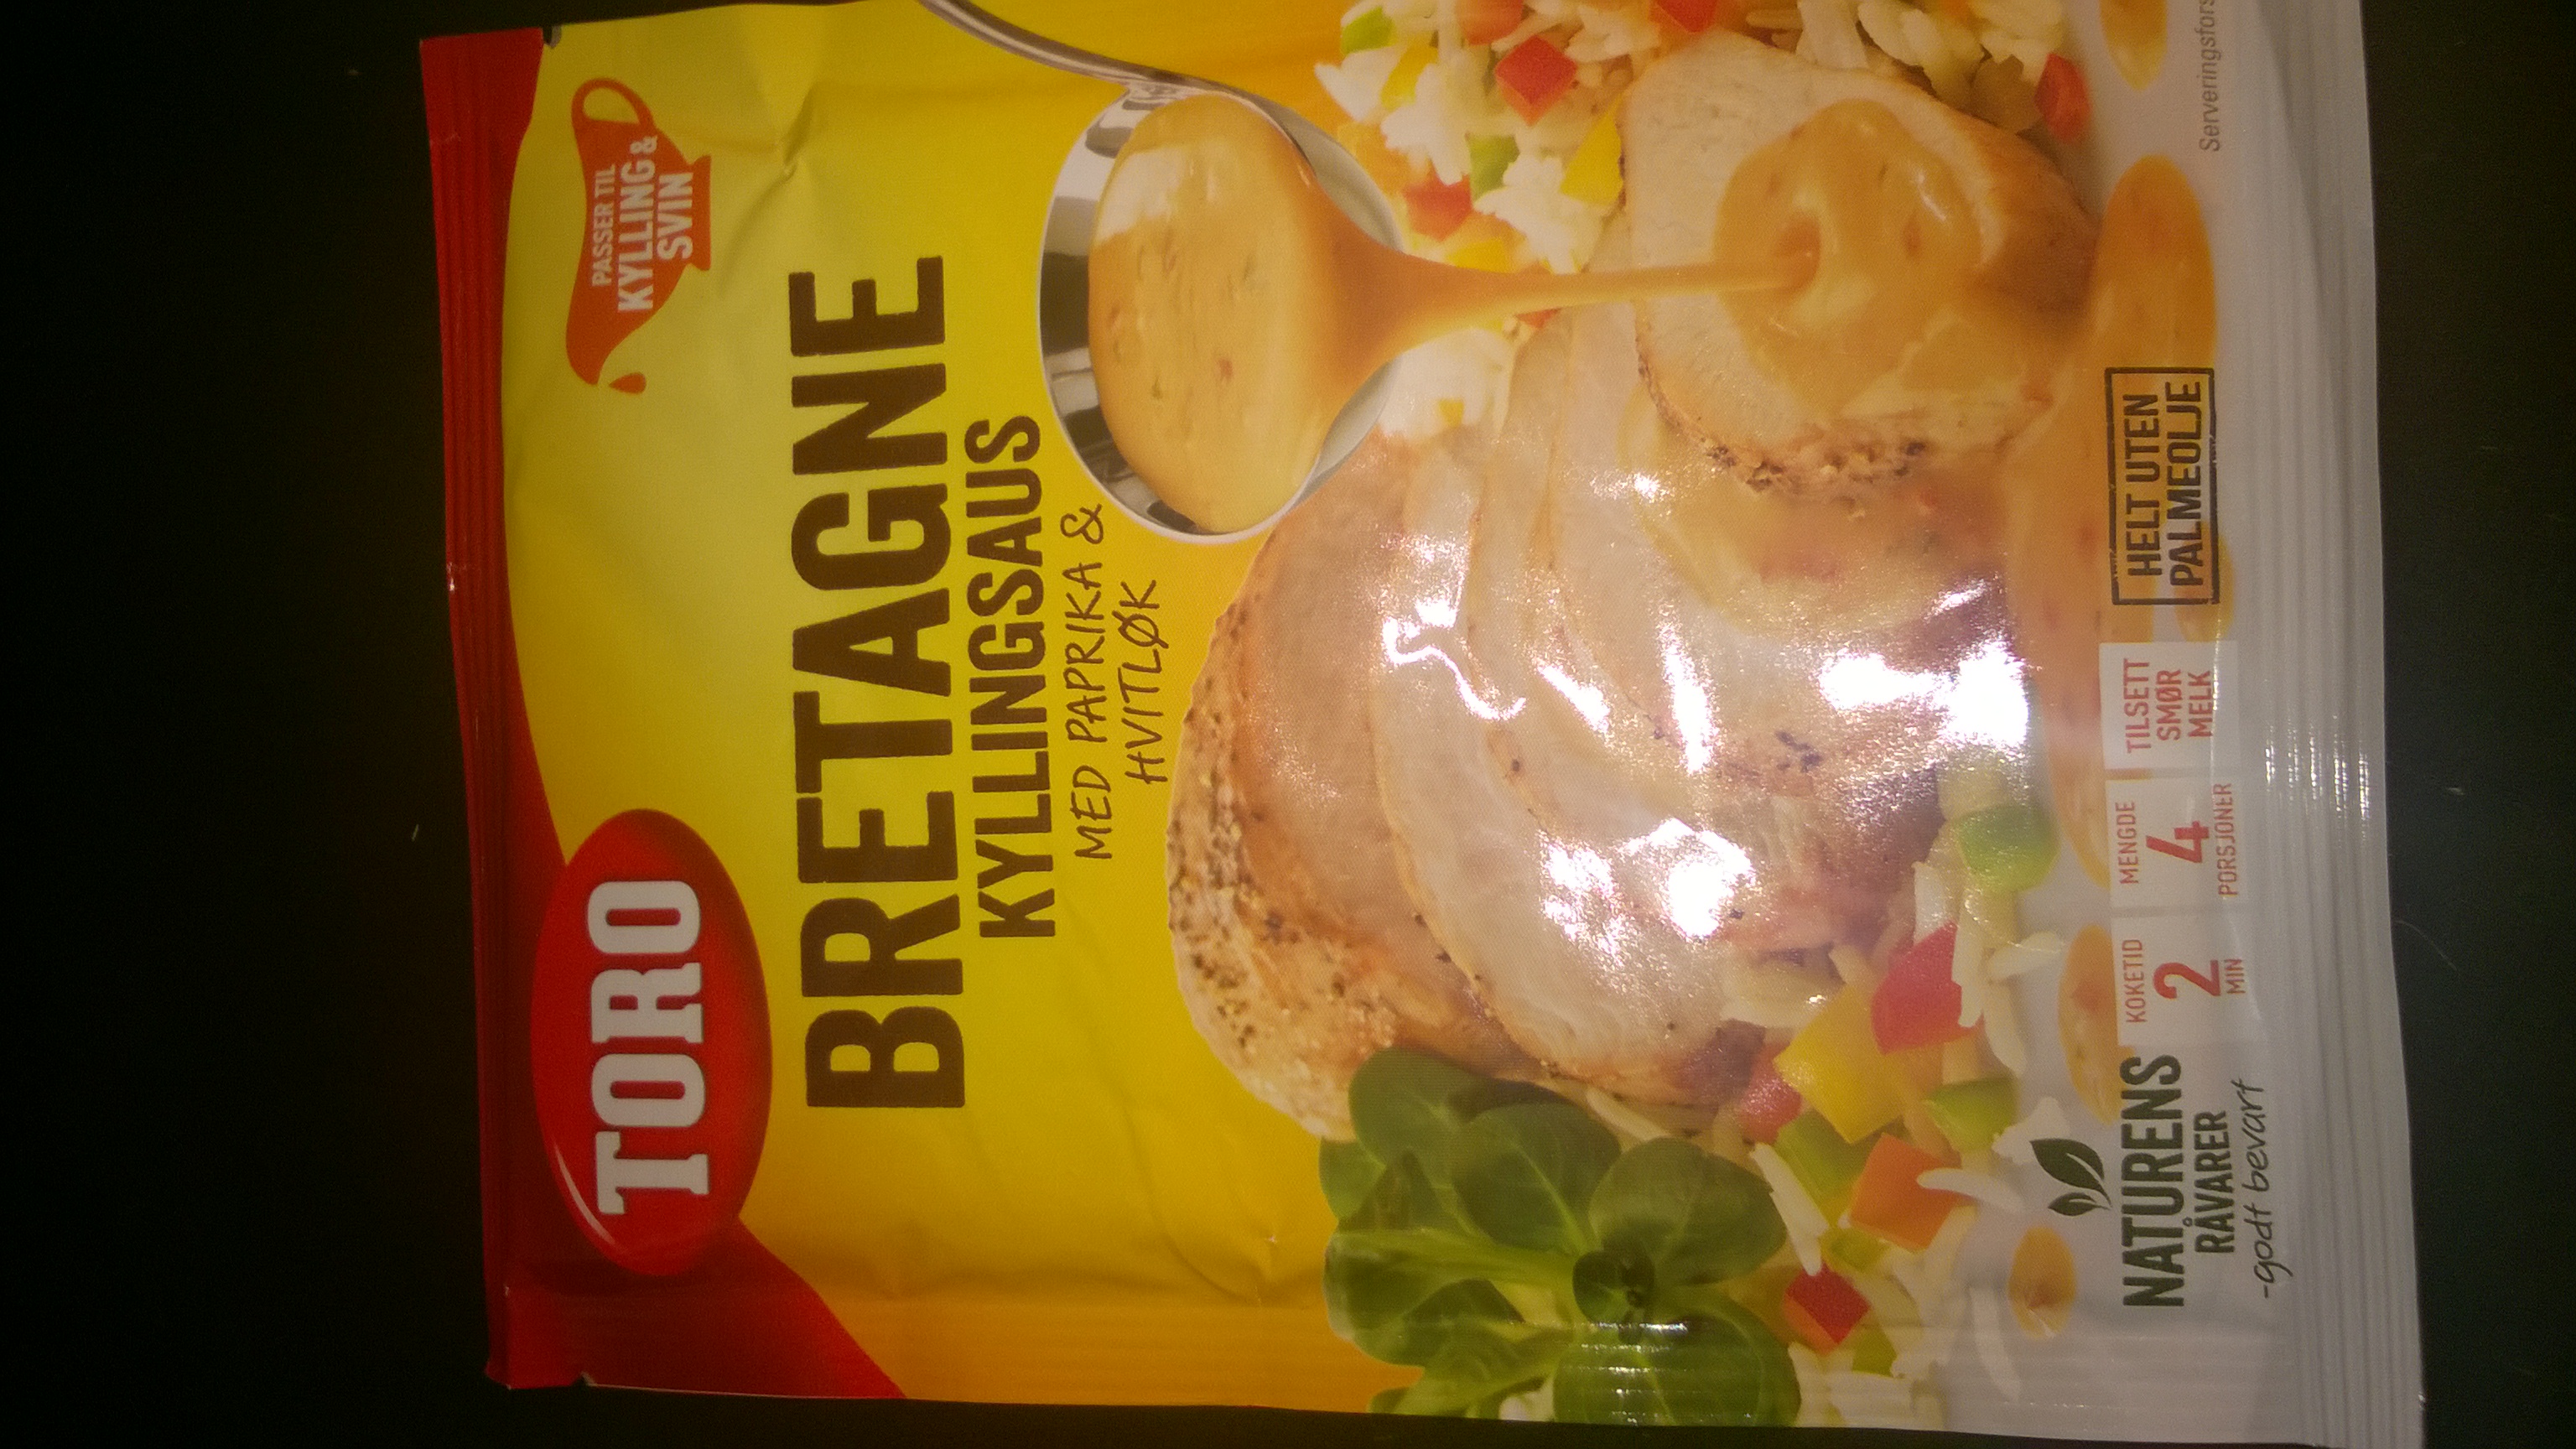 TORO
PASSER TIL
KYLLING &
SVIN
BRETAGNE
KYLLINGSAUS
MED PAPRIKA &
HVITLØK
NATURENS
RÅVARER
-godt bevart
KOKETID
2
MIN
MENGDE
4
PORSJONER
TILSETT
SMØR
MELK
HELT UTEN
PALMEOLJE